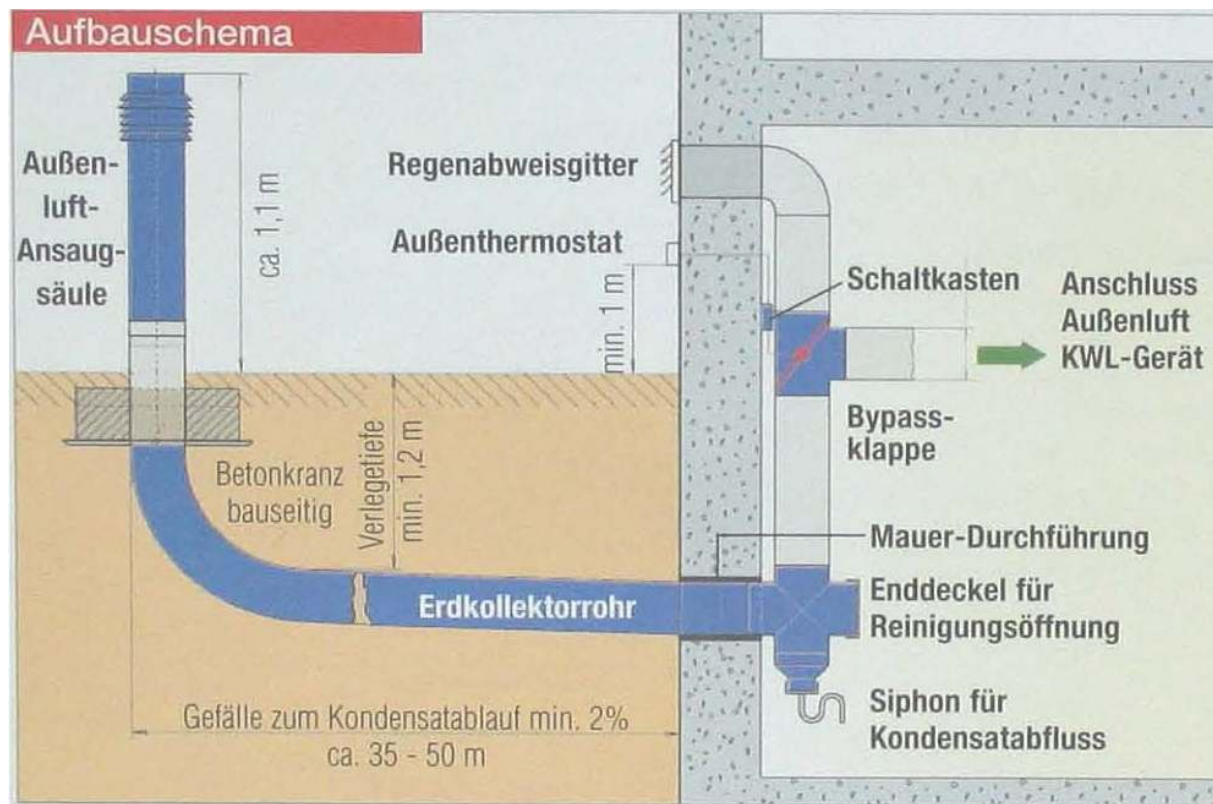 Aufbauschema
Außen-
luft-
Ansaug-
säule
ca. 1,1 m
Regenabweisgitter
Außenthermostat
min. 1 m
Schaltkasten
Anschluss
Außenluft
KWL-Gerät
Bypass-
klappe
Betonkranz
bauseitig
Verlegetiefe
min. 1,2 m
Mauer-Durchführung
Erdkollektorrohr
Enddeckel für
Reinigungsöffnung
Gefälle zum Kondensatablauf min. 2%
ca. 35 - 50 m
Siphon für
Kondensatabfluss